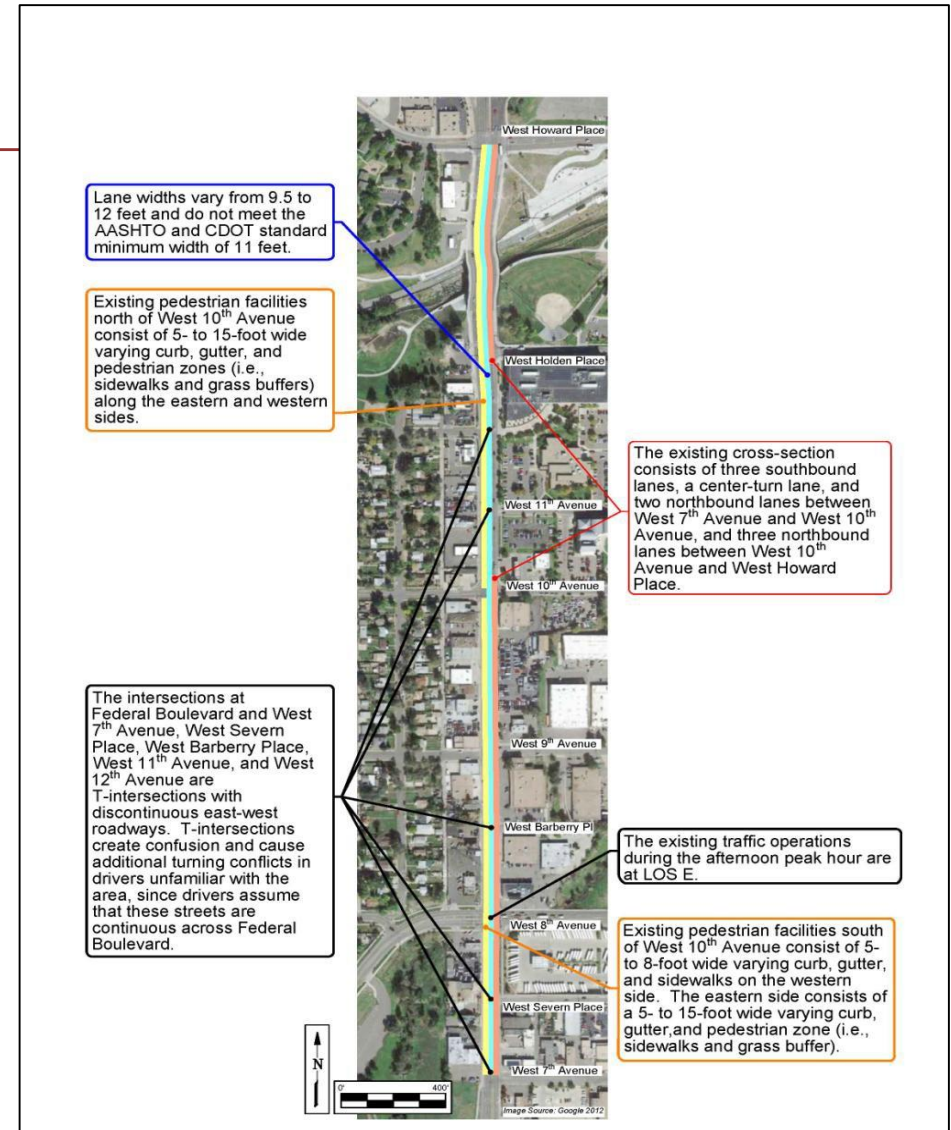 West Howard Place
Lane widths vary from 9.5 to
12 feet and do not meet the
AASHTO and CDOT standard
minimum width of 11 feet.
Existing pedestrian facilities
north of West 10th Avenue
consist of 5- to 15-foot wide
varying curb, gutter, and
pedestrian zones (i.e.,
sidewalks and grass buffers)
along the eastern and western
sides.
West Holden Place
The existing cross-section
consists of three southbound
lanes, a center-turn lane, and
two northbound lanes between
West 7th Avenue and West 10th
Avenue, and three northbound
lanes between West 10th
Avenue and West Howard
Place.
West 11th Avenue
West 10th Avenue
The intersections at
Federal Boulevard and West
7th Avenue, West Severn
Place, West Barberry Place,
West 11th Avenue, and West
12th Avenue are
T-intersections with
discontinuous east-west
roadways. T-intersections
create confusion and cause
additional turning conflicts in
drivers unfamiliar with the
area, since drivers assume
that these streets are
continuous across Federal
Boulevard.
West 9th Avenue
West Barberry Pl
The existing traffic operations
during the afternoon peak hour are
at LOS E.
West 8th Avenue
Existing pedestrian facilities south
of West 10th Avenue consist of 5-
to 8-foot wide varying curb, gutter,
and sidewalks on the western
side. The eastern side consists of
a 5- to 15-foot wide varying curb,
gutter,and pedestrian zone (i.e.,
sidewalks and grass buffer).
West Severn Place
West 7th Avenue
N
0' 400'
Image Source: Google 2012